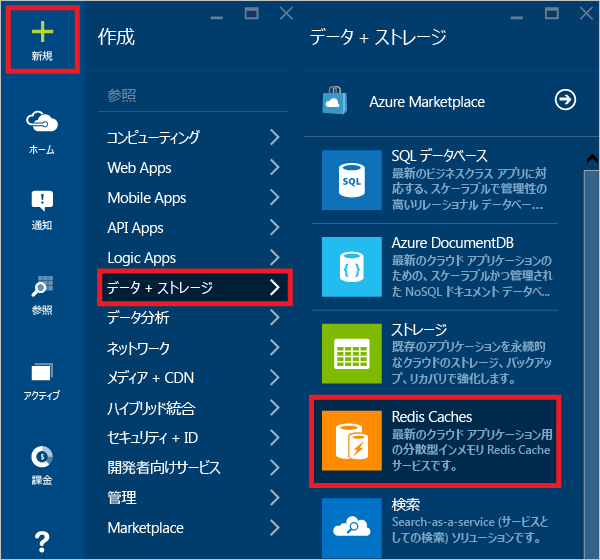 新規
ホーム
通知
参照
アクティブ
課金
?
作成
参照
コンピューティング
Web Apps
Mobile Apps
API Apps
Logic Apps
データ + ストレージ
データ分析
ネットワーク
メディア + CDN
ハイブリッド統合
セキュリティ + ID
開発者向けサービス
管理
Marketplace
データ + ストレージ
Azure Marketplace
SQL
SQL データベース
最新のビジネスクラス アプリに対
応する、スケーラブルで管理性の
高いリレーショナル データベー...
Azure DocumentDB
最新のクラウド アプリケーションの
ための、スケーラブルかつ管理された
NoSQL ドキュメント データベ...
ストレージ
既存のアプリケーションを永続的
なクラウドのストレージ、バックアッ
プ、リカバリで強化します。
Redis Caches
最新のクラウド アプリケーション用
の分散型インメモリ Redis Cache
サービスです。
検索
Search-as-a-service (サービスと
しての検索) ソリューションです。